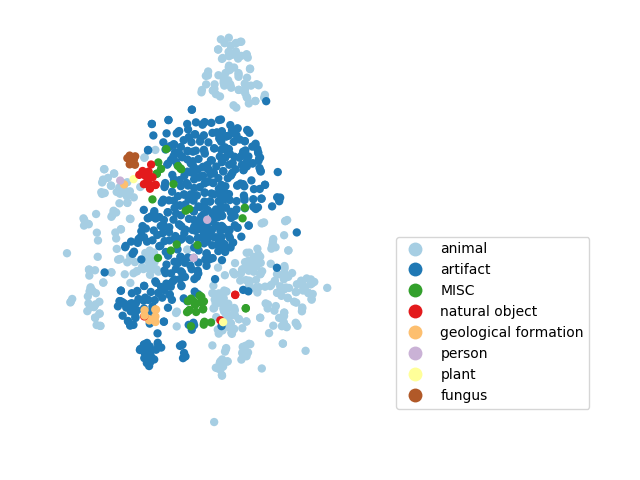 animal
artifact
MISC
natural object
geological formation
person
plant
fungus